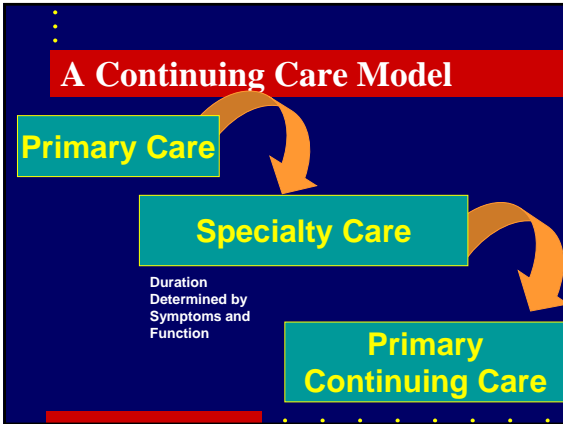 A Continuing Care Model
Primary Care
Specialty Care
Duration
Determined by
Symptoms and
Function
Primary
Continuing Care